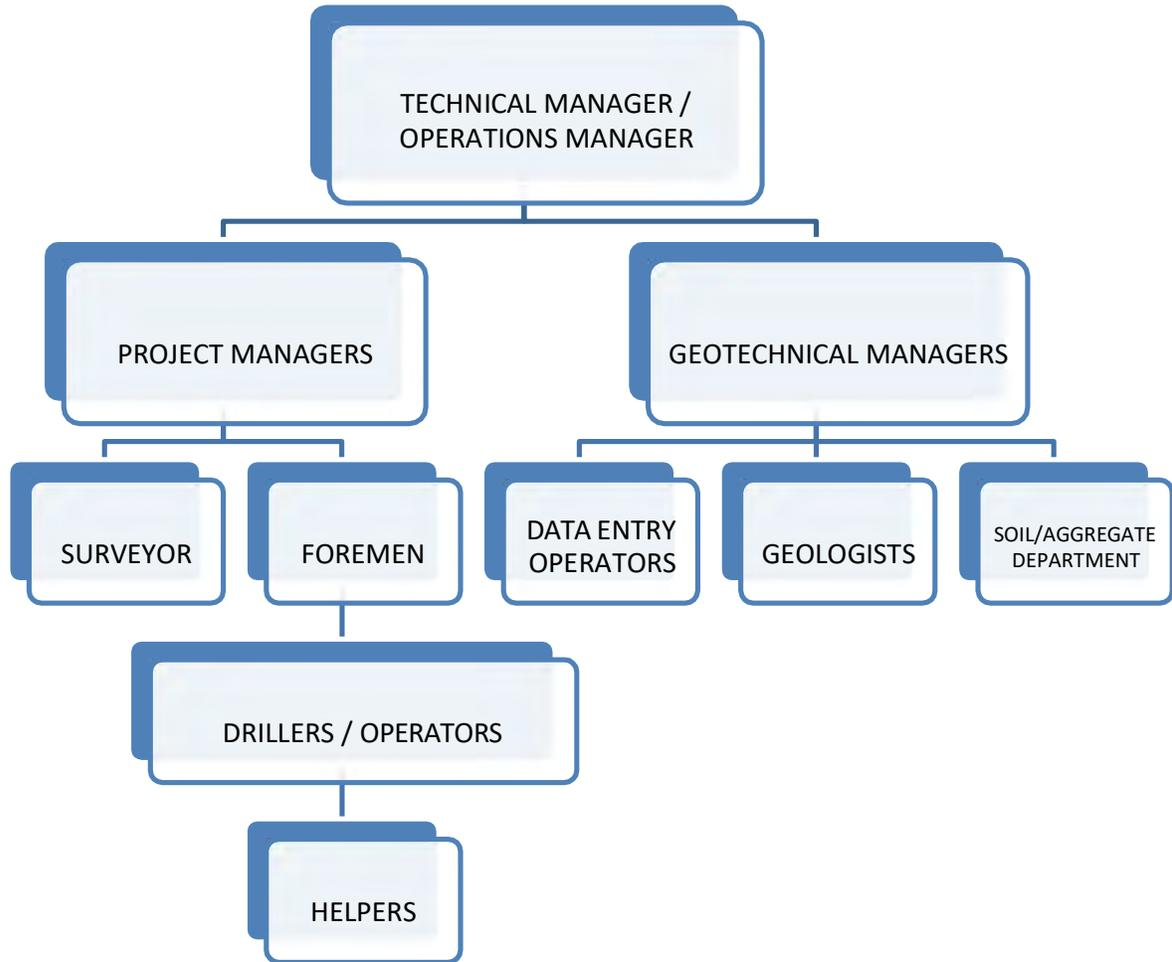 TECHNICAL MANAGER /
OPERATIONS MANAGER
PROJECT MANAGERS
GEOTECHNICAL MANAGERS
SURVEYOR
FOREMEN
DATA ENTRY
OPERATORS
GEOLOGISTS
SOIL/AGGREGATE
DEPARTMENT
DRILLERS / OPERATORS
HELPERS